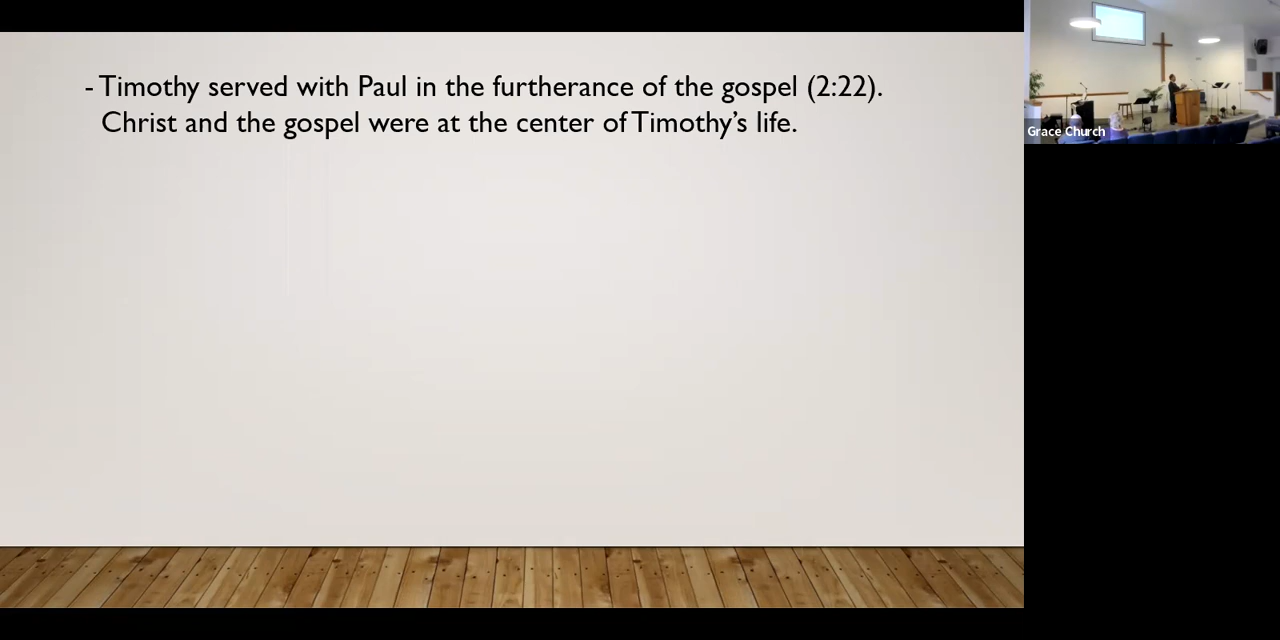 - Timothy served with Paul in the furtherance of the gospel (2:22).
Christ and the gospel were at the center of Timothy’s life.
Grace Church